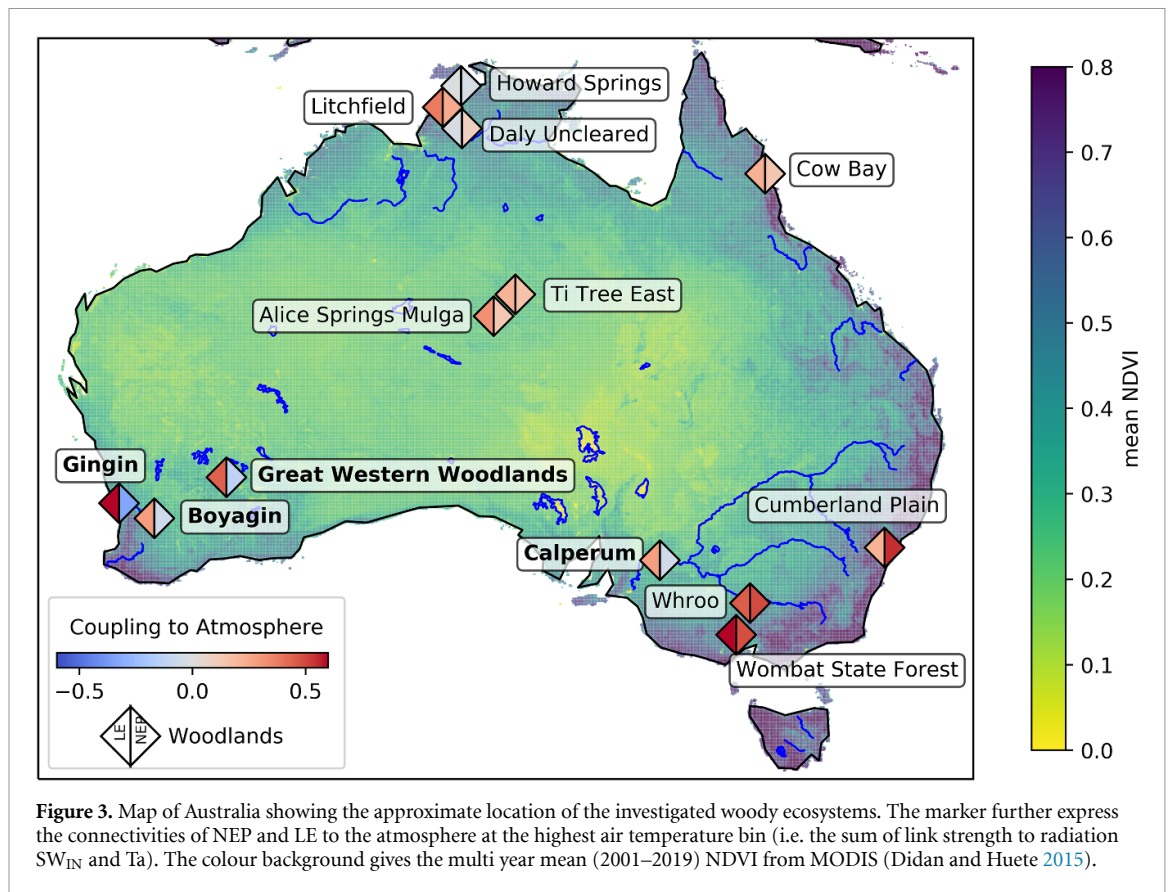 Howard Springs
Litchfield
Daly Uncleared
Cow Bay
Ti Tree East
Alice Springs Mulga
Gingin
Great Western Woodlands
Boyagin
Cumberland Plain
Calperum
Whroo
Wombat State Forest
Coupling to Atmosphere
−0.5 0.0 0.5
LE NEP Woodlands
0.8
0.7
0.6
0.5
0.4
0.3
0.2
0.1
0.0
mean NDVI
Figure 3. Map of Australia showing the approximate location of the investigated woody ecosystems. The marker further express
the connectivities of NEP and LE to the atmosphere at the highest air temperature bin (i.e. the sum of link strength to radiation
SWIN and Ta). The colour background gives the multi year mean (2001–2019) NDVI from MODIS (Didan and Huete 2015).